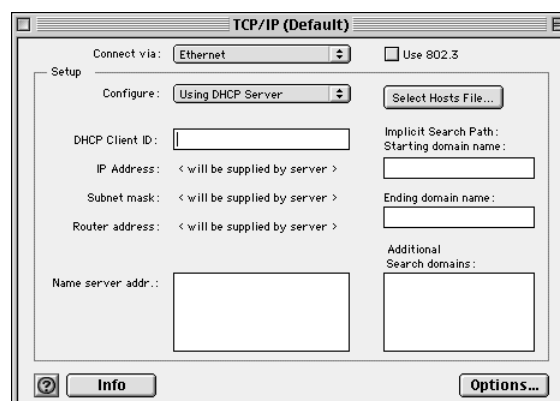 TCP/IP (Default)
Connect via: Ethernet
Use 802.3
Setup
Configure: Using DHCP Server
Select Hosts File...
DHCP Client ID:
Implicit Search Path:
Starting domain name:
IP Address: < will be supplied by server >
Subnet mask: < will be supplied by server >
Ending domain name:
Router address: < will be supplied by server >
Additional
Search domains:
Name server addr.:
?
Info
Options...